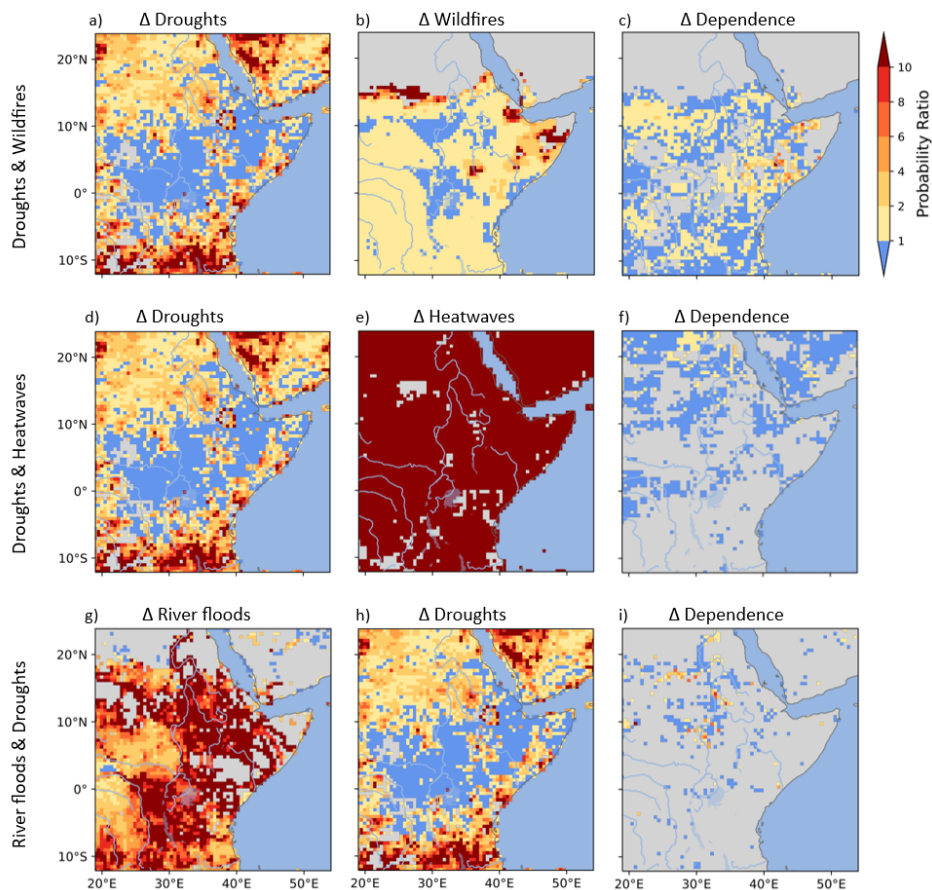 a) Δ Droughts
b) Δ Wildfires
c) Δ Dependence
Droughts & Wildfires
20°N
10°N
0°
10°S
10
8
6
4
2
1
Probability Ratio
d) Δ Droughts
e) Δ Heatwaves
f) Δ Dependence
Droughts & Heatwaves
20°N
10°N
0°
10°S
g) Δ River floods
h) Δ Droughts
i) Δ Dependence
River floods & Droughts
20°N
10°N
0°
10°S
20°E 30°E 40°E 50°E 20°E 30°E 40°E 50°E 20°E 30°E 40°E 50°E